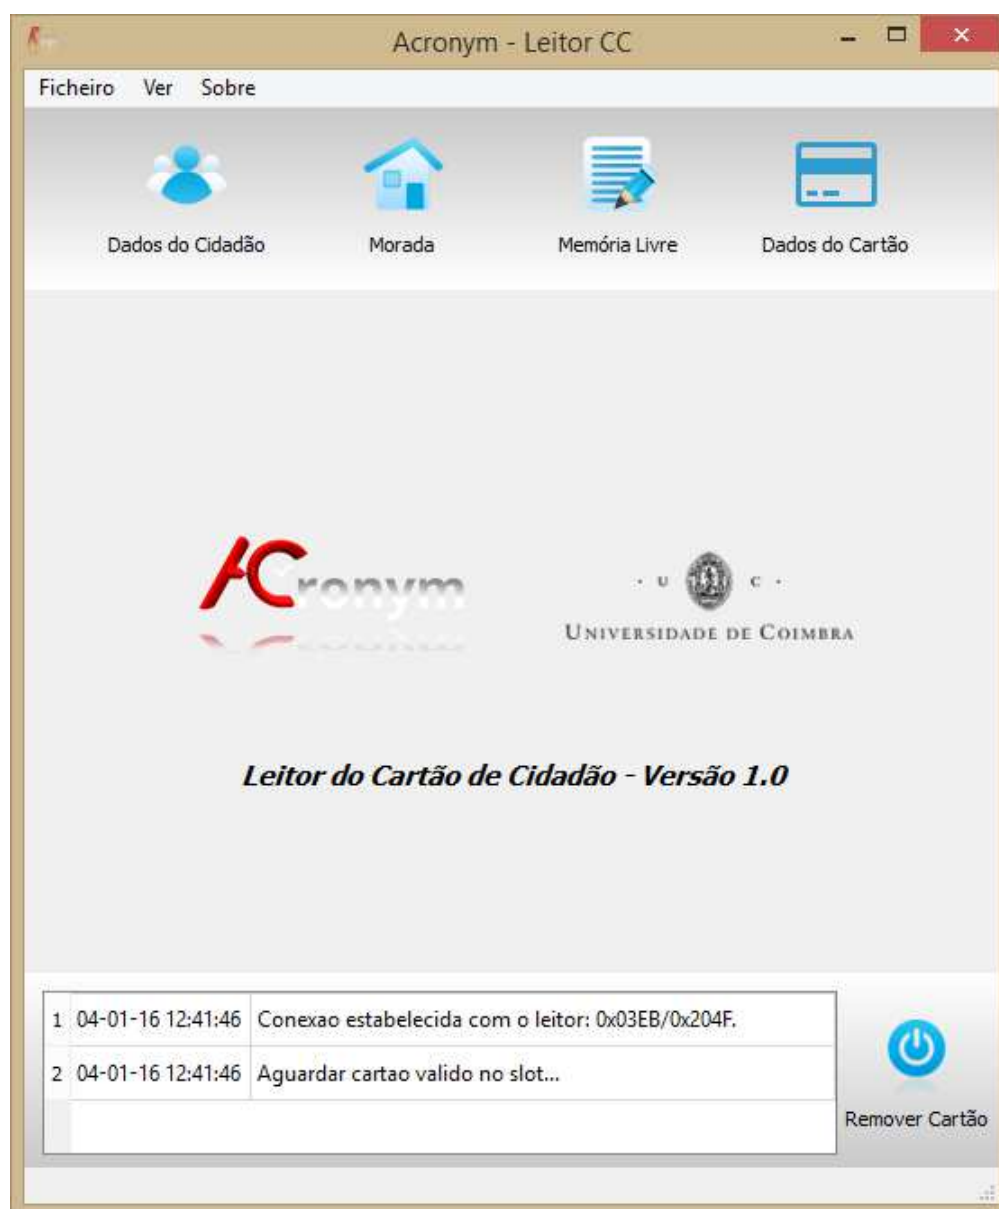 Acronym - Leitor CC
Ficheiro Ver Sobre
Dados do Cidadão Morada Memória Livre Dados do Cartão
ACronym
· U C ·
UNIVERSIDADE DE COIMBRA
Leitor do Cartão de Cidadão - Versão 1.0
1 04-01-16 12:41:46 Conexao estabelecida com o leitor: 0x03EB/0x204F.
2 04-01-16 12:41:46 Aguardar cartao valido no slot...
Remover Cartão